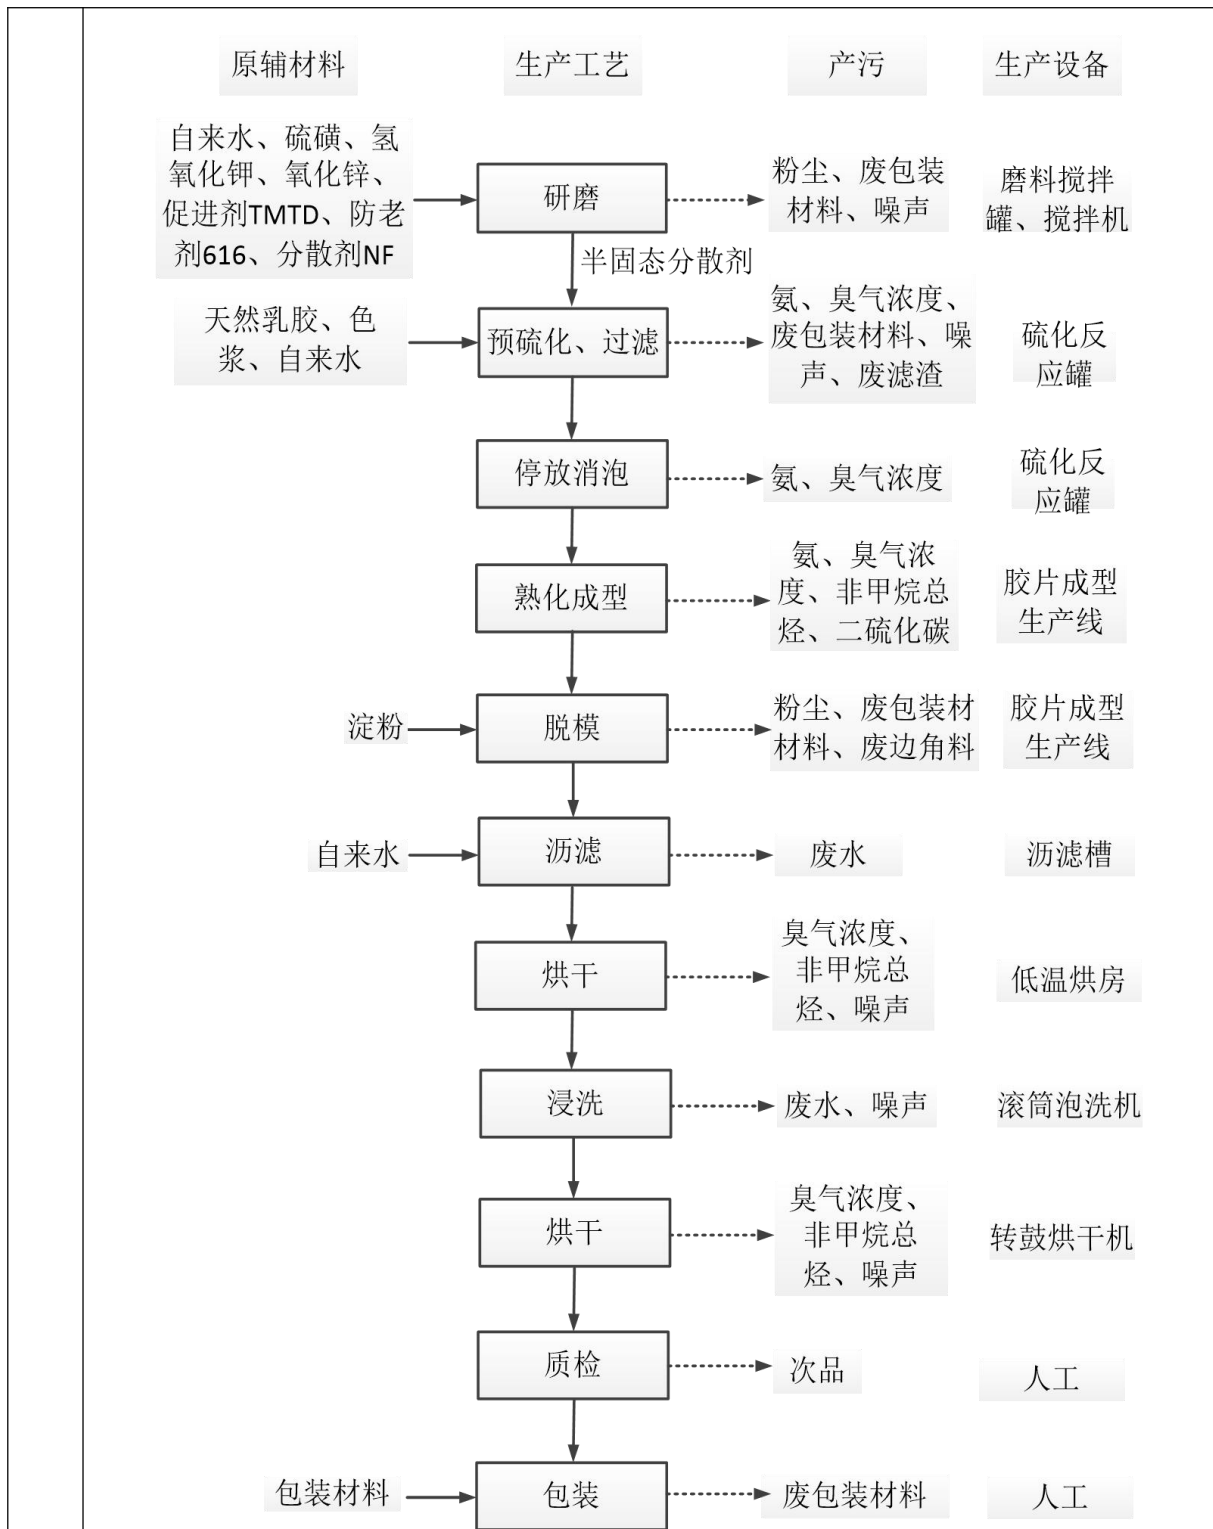 原辅材料
生产工艺
产污
生产设备
自来水、硫磺、氢
氧化钾、氧化锌、
促进剂TMTD、防老
剂616、分散剂NF
研磨
粉尘、废包装
材料、噪声
磨料搅拌
罐、搅拌机
半固态分散剂
天然乳胶、色
浆、自来水
预硫化、过滤
氨、臭气浓度、
废包装材料、噪
声、废滤渣
硫化反
应罐
停放消泡
氨、臭气浓度
硫化反
应罐
熟化成型
氨、臭气浓
度、非甲烷总
烃、二硫化碳
胶片成型
生产线
淀粉
脱模
粉尘、废包装材
材料、废边角料
胶片成型
生产线
自来水
沥滤
废水
沥滤槽
烘干
臭气浓度、
非甲烷总
烃、噪声
低温烘房
浸洗
废水、噪声
滚筒泡洗机
烘干
臭气浓度、
非甲烷总
烃、噪声
转鼓烘干机
质检
次品
人工
包装材料
包装
废包装材料
人工